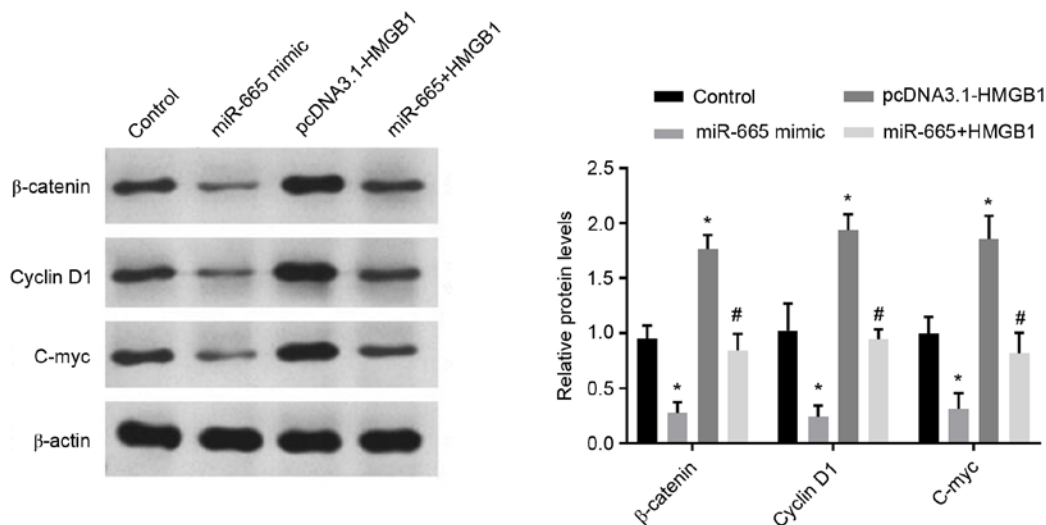 Control
miR-665 mimic
pcDNA3.1-HMGB1
miR-665+HMGB1
β-catenin
Cyclin D1
C-myc
β-actin
Control
pcDNA3.1-HMGB1
miR-665 mimic
miR-665+HMGB1
Relative protein levels
2.5
2.0
1.5
1.0
0.5
0.0
* * #
* * #
* * #
β-catenin
Cyclin D1
C-myc